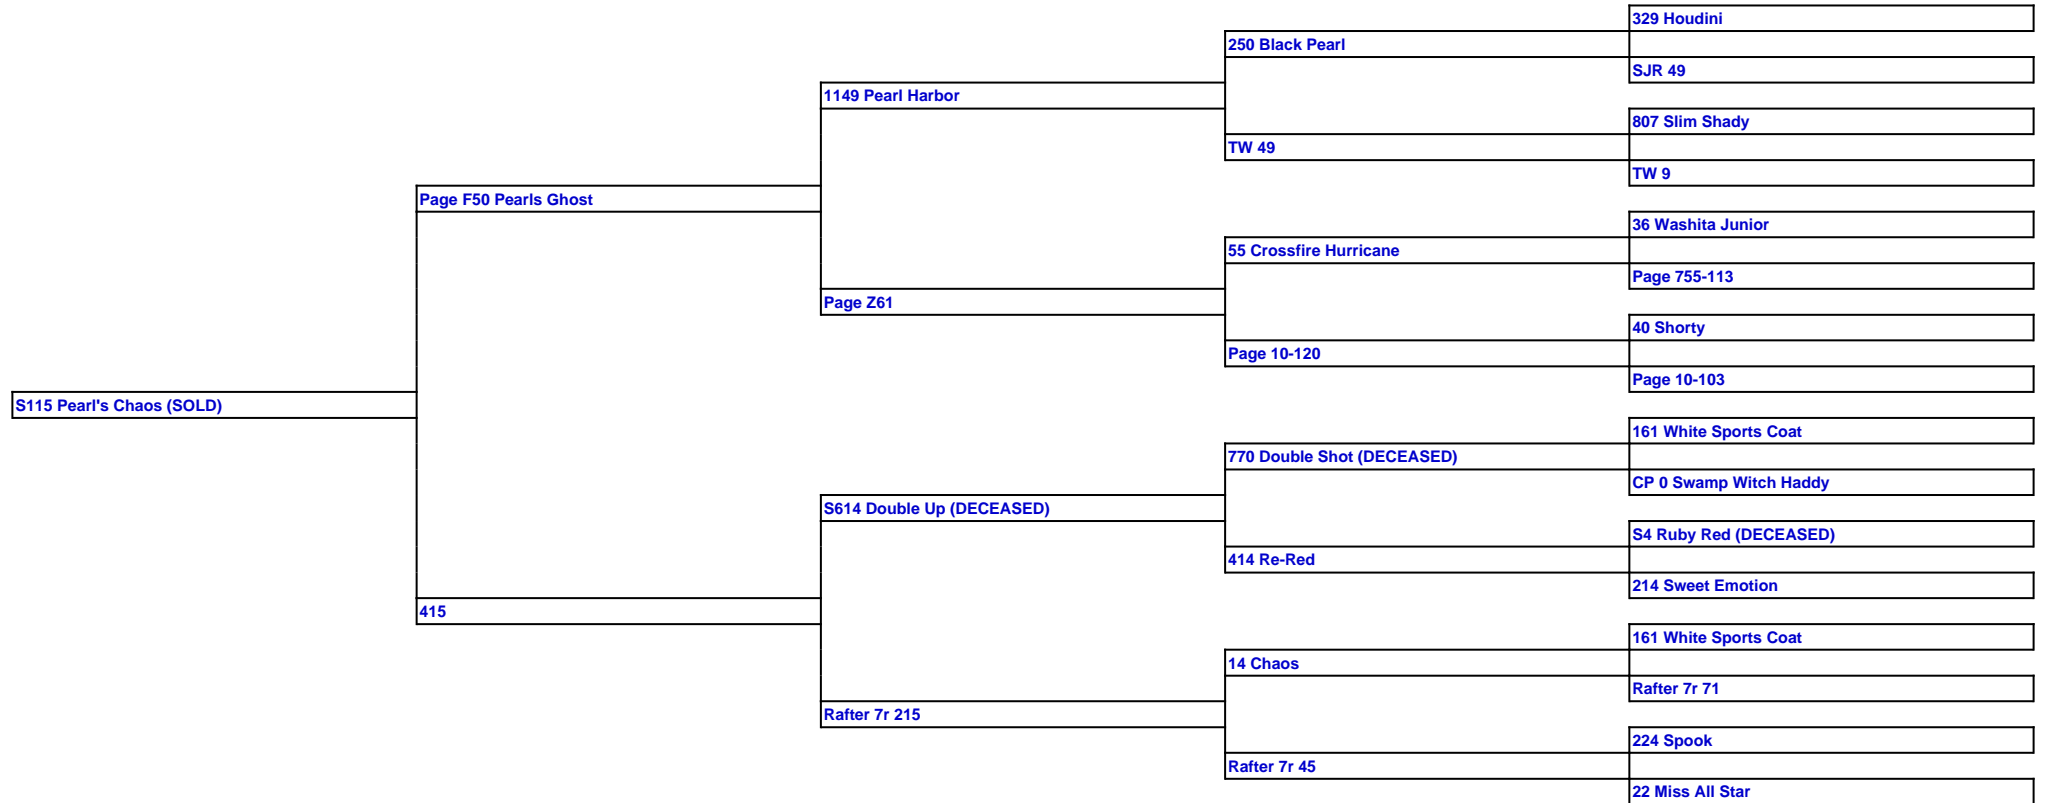 329 Houdini
250 Black Pearl
SJR 49
1149 Pearl Harbor
807 Slim Shady
TW 49
TW 9
Page F50 Pearls Ghost
36 Washita Junior
55 Crossfire Hurricane
Page 755-113
Page Z61
40 Shorty
Page 10-120
Page 10-103
S115 Pearl's Chaos (SOLD)
161 White Sports Coat
770 Double Shot (DECEASED)
CP 0 Swamp Witch Haddy
S614 Double Up (DECEASED)
S4 Ruby Red (DECEASED)
414 Re-Red
214 Sweet Emotion
415
161 White Sports Coat
14 Chaos
Rafter 7r 71
Rafter 7r 215
224 Spook
Rafter 7r 45
22 Miss All Star